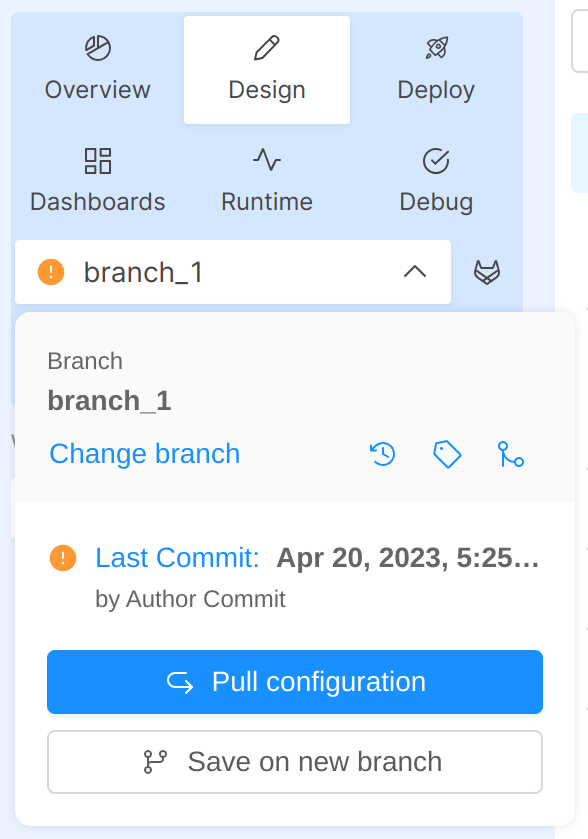 Overview
Design
Deploy
Dashboards
Runtime
Debug
branch_1
Branch
branch_1
Change branch
Last Commit: Apr 20, 2023, 5:25...
by Author Commit
Pull configuration
Save on new branch